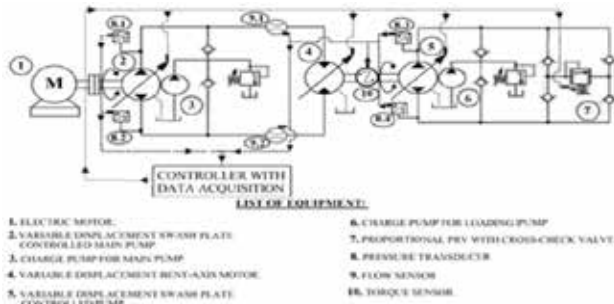 8.1
9.1
8.3
1
M
2
3
4
10
5
6
7
8.2
9.2
8.4
CONTROLLER WITH
DATA ACQUISITION
LIST OF EQUIPMENT:
1. ELECTRIC MOTOR.
2. VARIABLE DISPLACEMENT SWASH PLATE
CONTROLLED MAIN PUMP
3. CHARGE PUMP FOR MAIN PUMP
4. VARIABLE DISPLACEMENT BENT-AXIS MOTOR.
5. VARIABLE DISPLACEMENT SWASH PLATE
CONTROLLED PUMP
6. CHARGE PUMP FOR LOADING PUMP
7. PROPORTIONAL PRV WITH CROSS-CHECK VALVE
8. PRESSURE TRANSDUCER
9. FLOW SENSOR
10. TORQUE SENSOR